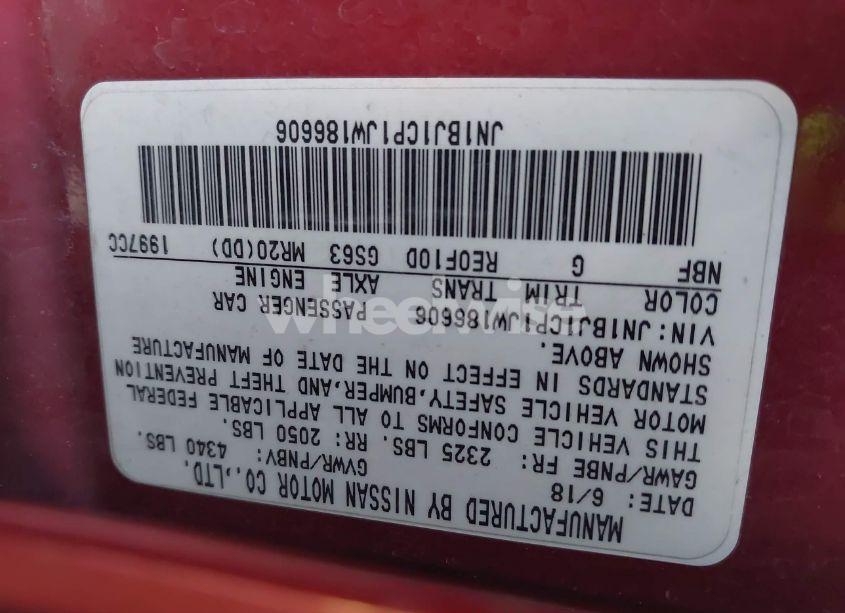 MANUFACTURED BY NISSAN MOTOR CO.,LTD.
DATE: 6/18 GVWR/PNBV: 4340 LBS.
GAWR/PNBE FR: 2325 LBS. RR: 2050 LBS.
THIS VEHICLE CONFORMS TO ALL APPLICABLE FEDERAL
MOTOR VEHICLE SAFETY,BUMPER,AND THEFT PREVENTION
STANDARDS IN EFFECT ON THE DATE OF MANUFACTURE
SHOWN ABOVE.
VIN:JN1BJ1CP1JW186606 PASSENGER CAR
COLOR TRIM TRANS AXLE ENGINE
NBF G RE0F10D GS63 MR20(DD) 1997CC
JN1BJ1CP1JW186606
wheelwise